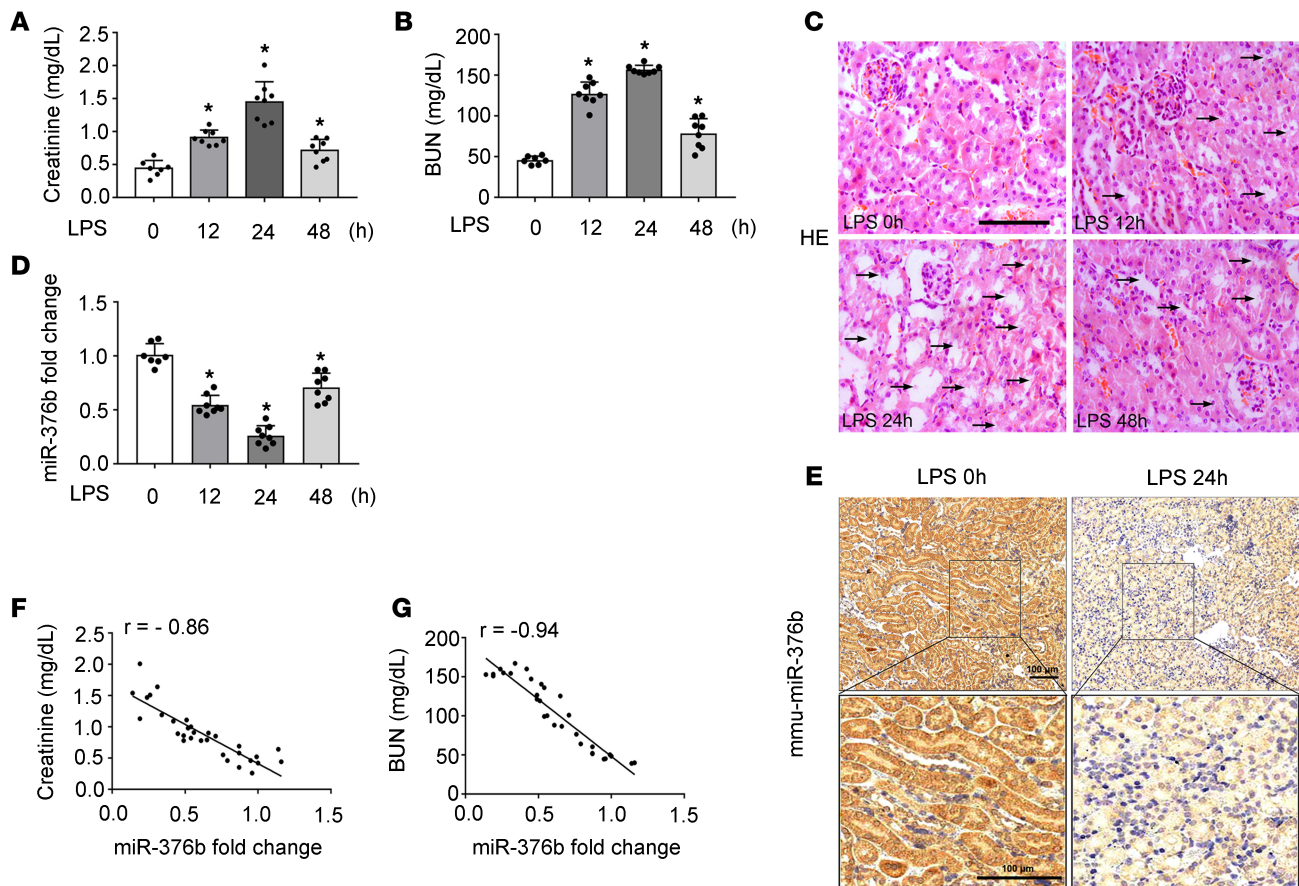 A
Creatinine (mg/dL)
2.5
2.0
1.5
1.0
0.5
0.0
*
*
*
LPS 0 12 24 48 (h)
B
BUN (mg/dL)
200
150
100
50
0
*
*
*
LPS 0 12 24 48 (h)
C
HE
LPS 0h
LPS 12h
LPS 24h
LPS 48h
D
miR-376b fold change
1.5
1.0
0.5
0.0
*
*
*
LPS 0 12 24 48 (h)
E
LPS 0h LPS 24h
mmu-miR-376b
100 µm
100 µm
F
r = - 0.86
Creatinine (mg/dL)
2.5
2.0
1.5
1.0
0.5
0.0
0.0 0.5 1.0 1.5
miR-376b fold change
G
r = -0.94
BUN (mg/dL)
200
150
100
50
0
0.0 0.5 1.0 1.5
miR-376b fold change